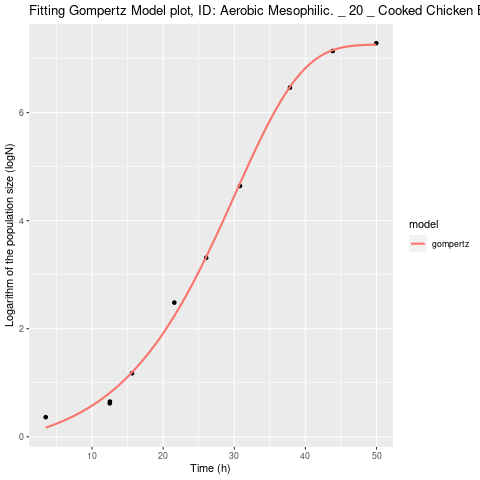 Fitting Gompertz Model plot, ID: Aerobic Mesophilic. _ 20 _ Cooked Chicken
Logarithm of the population size (logN)
6
4
2
0
10 20 30 40 50
Time (h)
model
gompertz